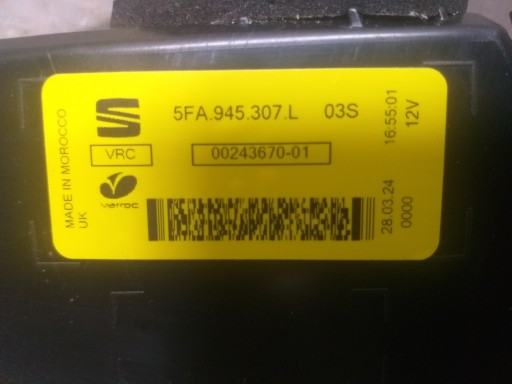 5FA.945.307.L 03S
VRC
00243670-01
varroc
MADE IN MOROCCO
UK
28.03.24 16:55:01
0000 12V